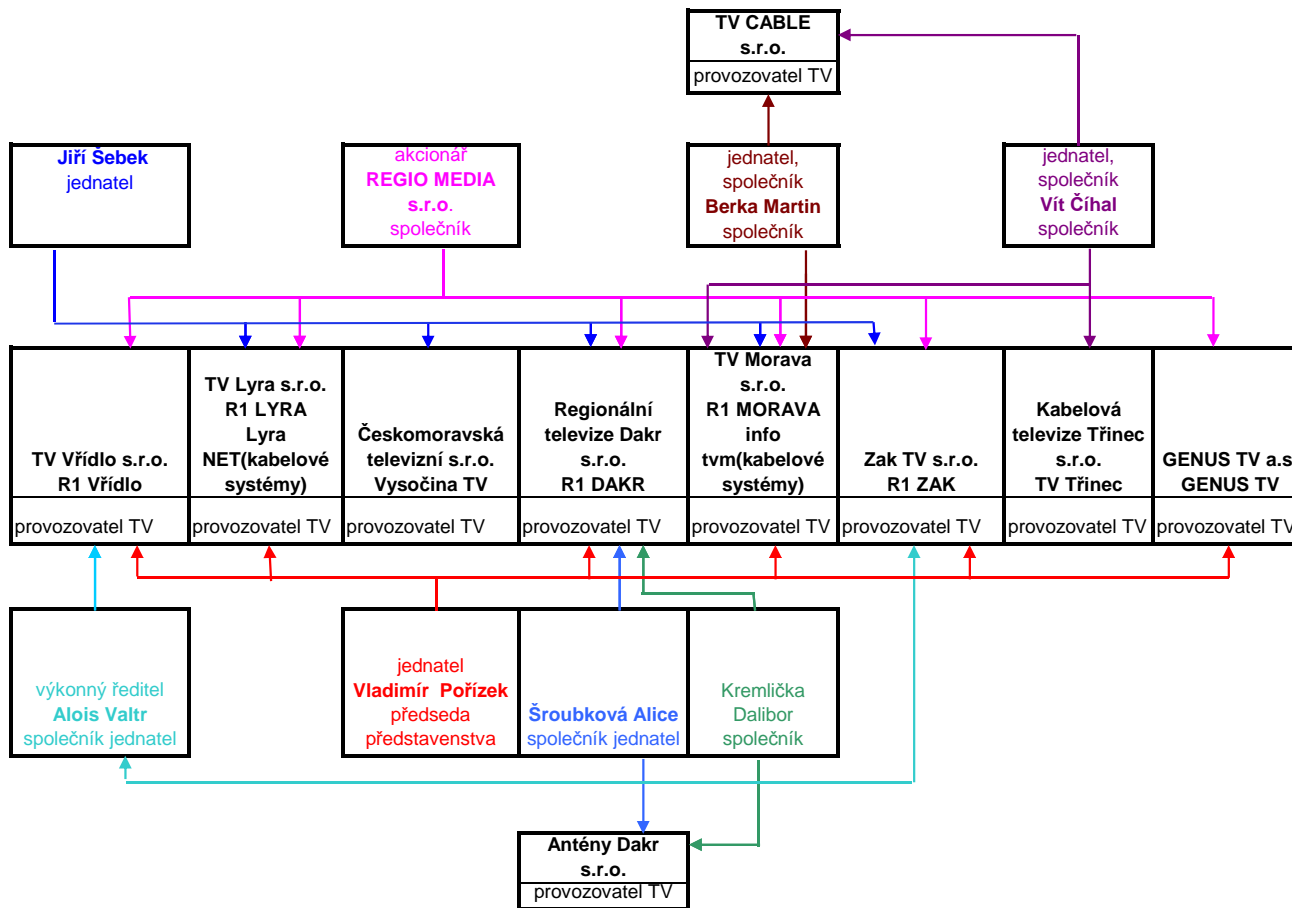 TV CABLE
s.r.o.
provozovatel TV
Jiří Šebek
jednatel
akcionář
REGIO MEDIA
s.r.o.
společník
jednatel,
společník
Berka Martin
společník
jednatel,
společník
Vít Číhal
společník
TV Vřídlo s.r.o.
R1 Vřídlo
provozovatel TV
TV Lyra s.r.o.
R1 LYRA
Lyra
NET(kabelové
systémy)
provozovatel TV
Českomoravská
televizní s.r.o.
Vysočina TV
provozovatel TV
Regionální
televize Dakr
s.r.o.
R1 DAKR
provozovatel TV
TV Morava
s.r.o.
R1 MORAVA
info
tvm(kabelové
systémy)
provozovatel TV
Zak TV s.r.o.
R1 ZAK
provozovatel TV
Kabelová
televize Třinec
s.r.o.
TV Třinec
provozovatel TV
GENUS TV a.s
GENUS TV
provozovatel TV
výkonný ředitel
Alois Valtr
společník jednatel
jednatel
Vladimír Pořízek
předseda
představenstva
Šroubková Alice
společník jednatel
Kremlička
Dalibor
společník
Antény Dakr
s.r.o.
provozovatel TV